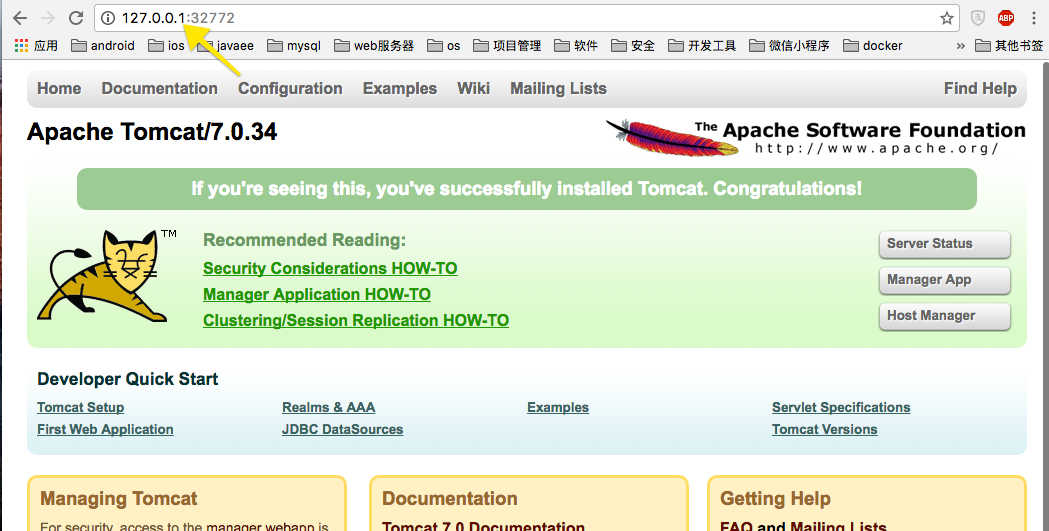 127.0.0.1:32772
ABP
应用 android ios javaee mysql web服务器 os 项目管理 软件 安全 开发工具 微信小程序 docker » 其他书签
Home Documentation Configuration Examples Wiki Mailing Lists Find Help
Apache Tomcat/7.0.34
The Apache Software Foundation
http://www.apache.org/
If you're seeing this, you've successfully installed Tomcat. Congratulations!
TM
Recommended Reading:
Security Considerations HOW-TO
Manager Application HOW-TO
Clustering/Session Replication HOW-TO
Server Status
Manager App
Host Manager
Developer Quick Start
Tomcat Setup Realms & AAA Examples Servlet Specifications
First Web Application JDBC DataSources Tomcat Versions
Managing Tomcat Documentation Getting Help
For security, access to the manager webapp is Tomcat 7.0 Documentation FAQ and Mailing Lists